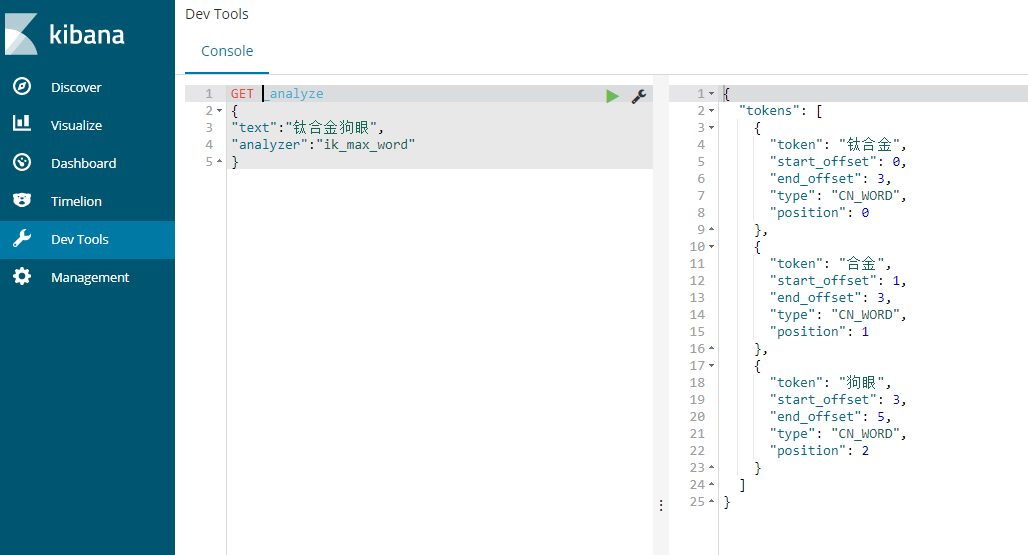 kibana
Discover
Visualize
Dashboard
Timelion
Dev Tools
Management
Dev Tools
Console
1 GET _analyze
2 {
3 "text":"钛合金狗眼",
4 "analyzer":"ik_max_word"
5 }
1 {
2 "tokens": [
3 {
4 "token": "钛合金",
5 "start_offset": 0,
6 "end_offset": 3,
7 "type": "CN_WORD",
8 "position": 0
9 },
10 {
11 "token": "合金",
12 "start_offset": 1,
13 "end_offset": 3,
14 "type": "CN_WORD",
15 "position": 1
16 },
17 {
18 "token": "狗眼",
19 "start_offset": 3,
20 "end_offset": 5,
21 "type": "CN_WORD",
22 "position": 2
23 }
24 ]
25 }